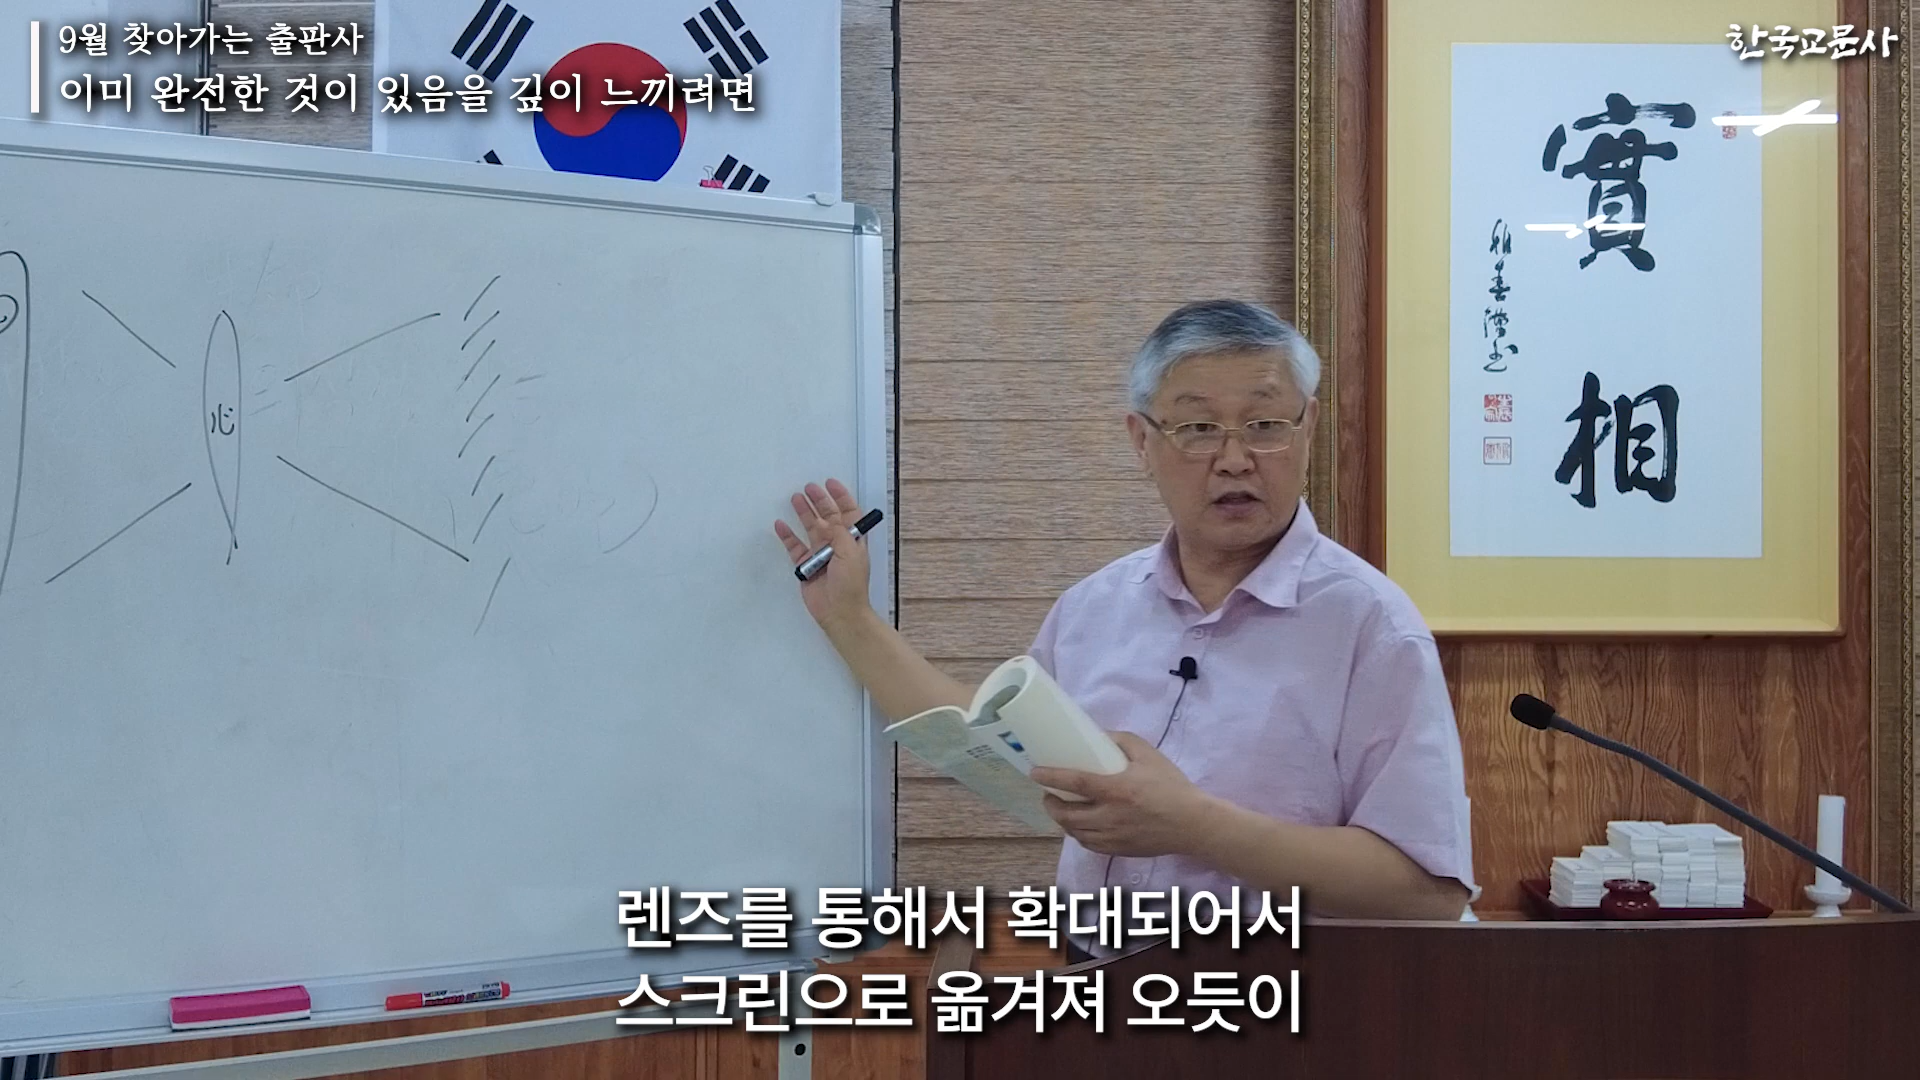 9월 찾아가는 출판사
이미 완전한 것이 있음을 깊이 느끼려면
한국교문사
實
相
心
렌즈를 통해서 확대되어서
스크린으로 옮겨져 오듯이